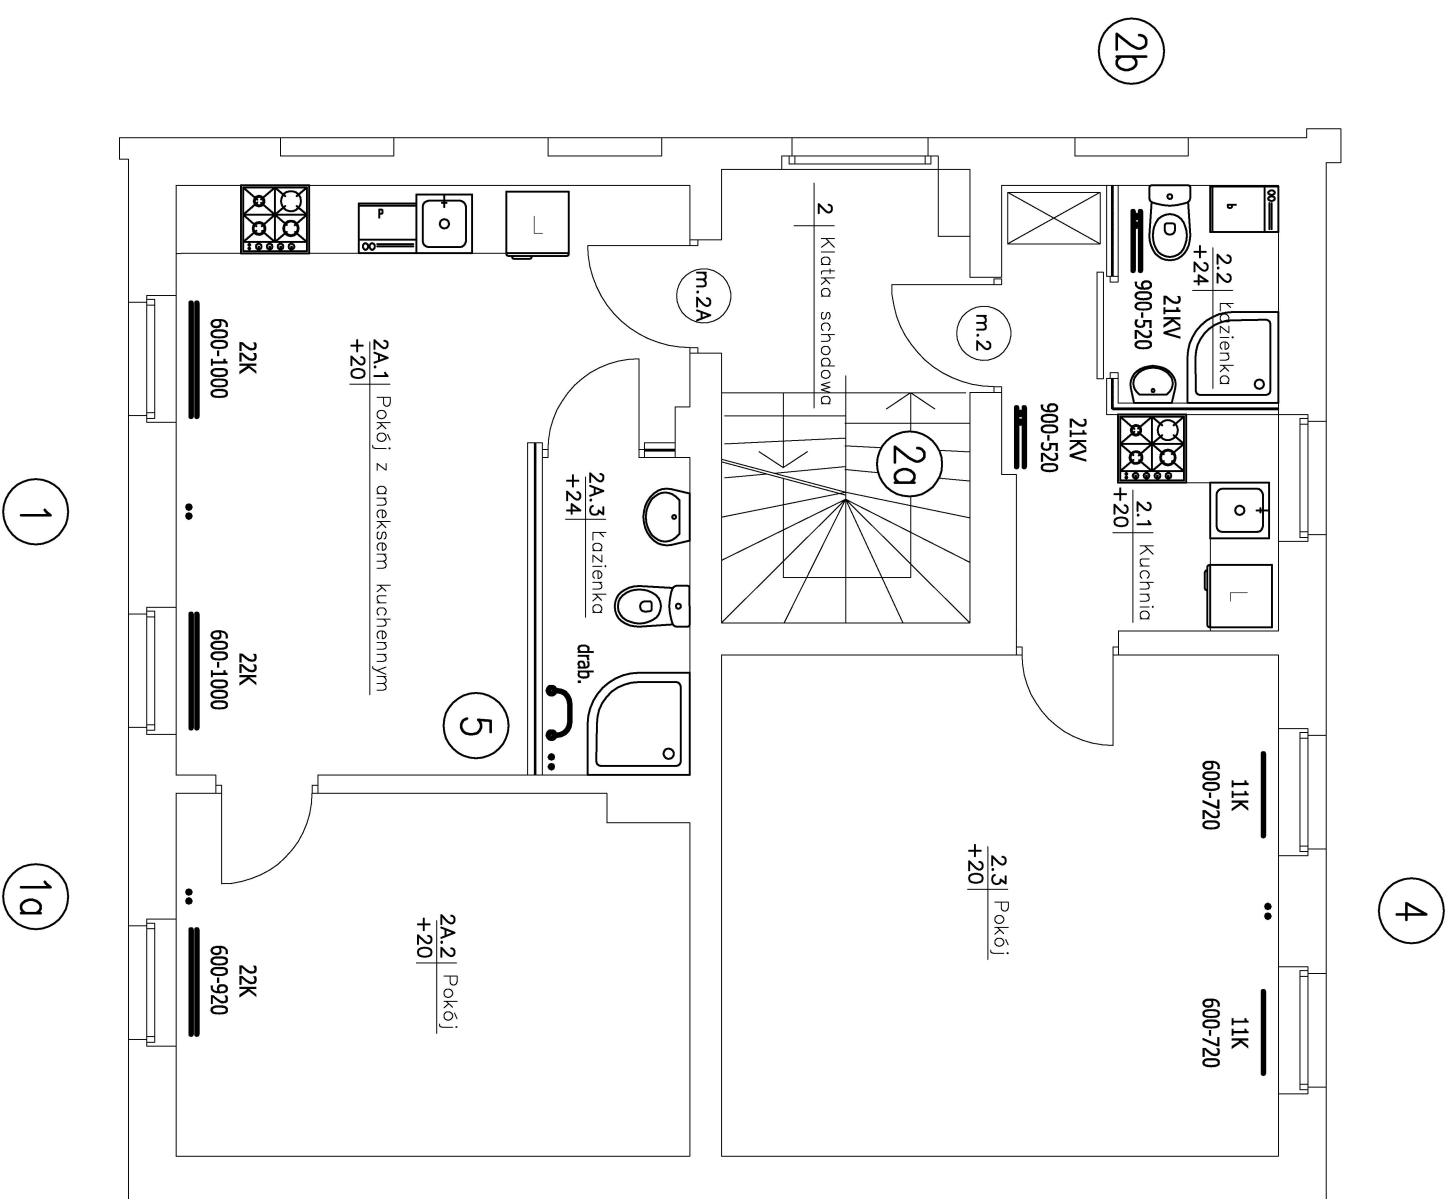 2b
2.2
+24
Łazienka
21KV
900-520
b
2
Klatka schodowa
m.2A
m.2
P
L
22K
600-1000
2A.1
+20
Pokój z aneksem kuchennym
21KV
900-520
2a
2.1
+20
Kuchnia
L
1
2A.3
+24
Łazienka
drab.
22K
600-1000
5
11K
600-720
2.3
+20
Pokój
4
1a
2A.2
+20
Pokój
22K
600-920
11K
600-720